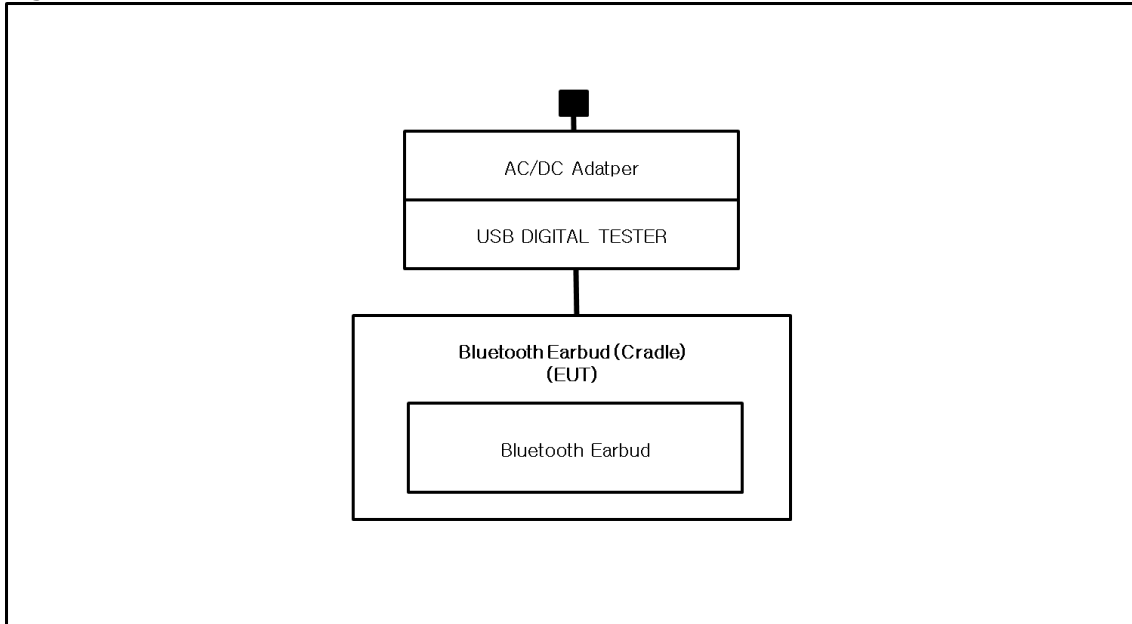 AC/DC Adatper
USB DIGITAL TESTER
Bluetooth Earbud (Cradle)
(EUT)
Bluetooth Earbud